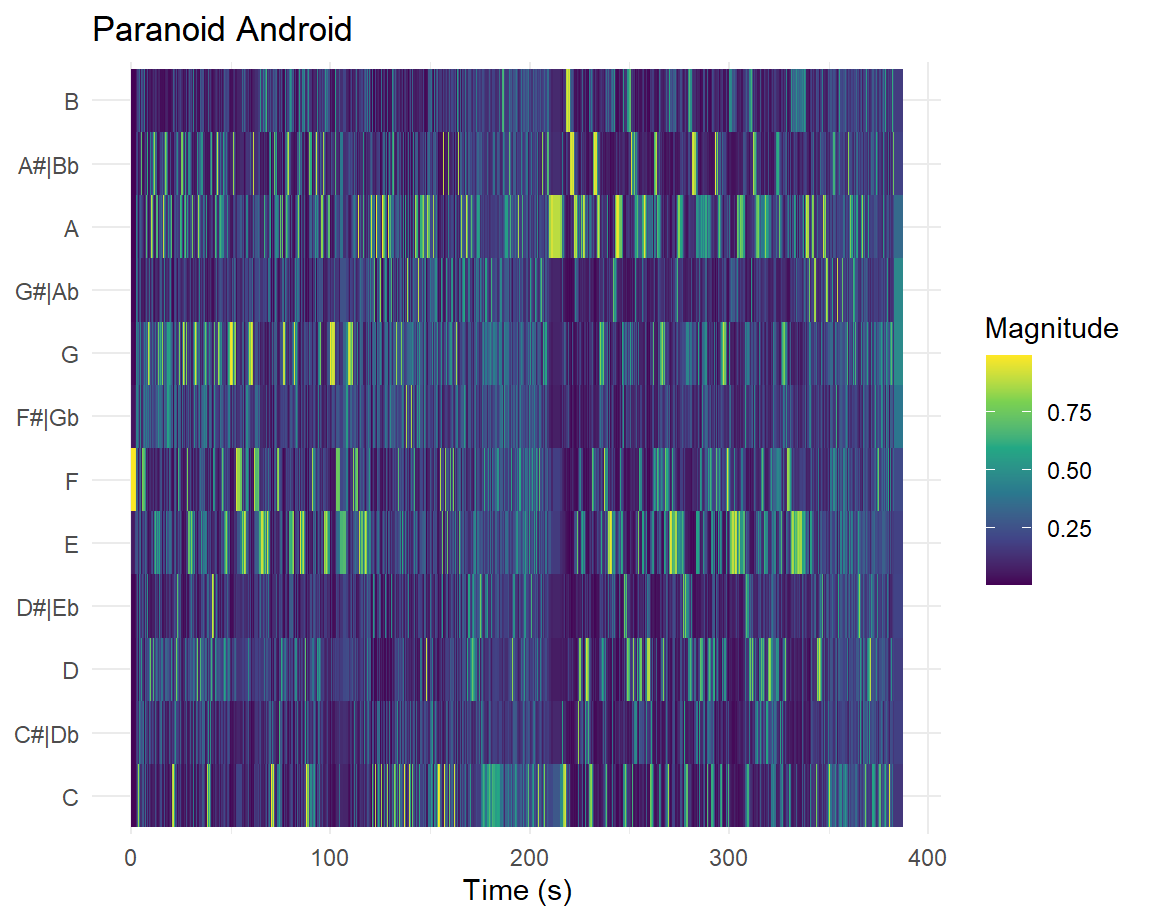 Paranoid Android
B
A#|Bb
A
G#|Ab
G
F#|Gb
F
E
D#|Eb
D
C#|Db
C
0
100
200
300
400
Time (s)
Magnitude
0.75
0.50
0.25